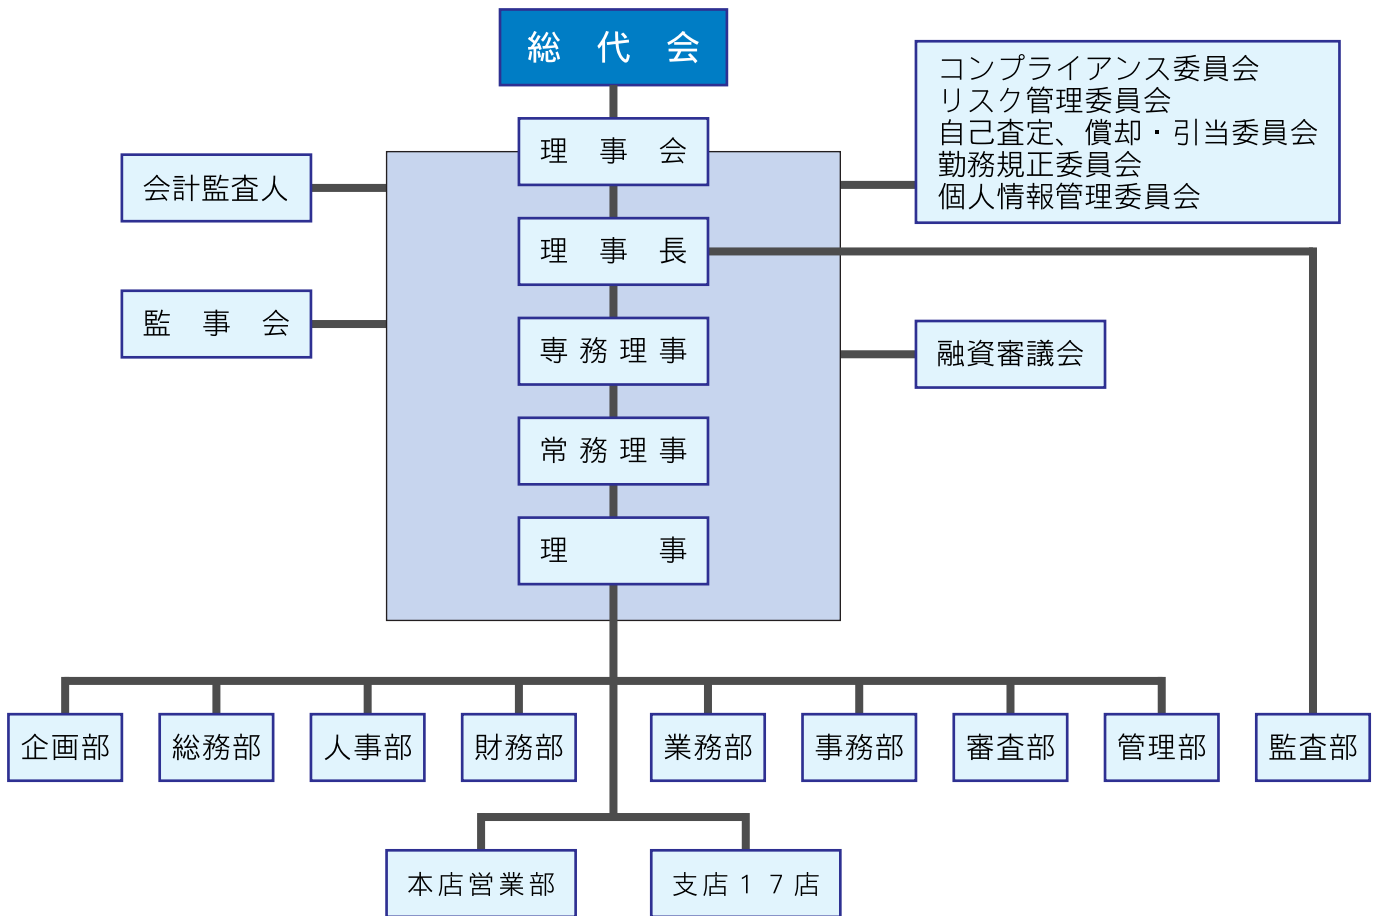 総代会
コンプライアンス委員会
リスク管理委員会
自己査定、償却・引当委員会
勤務規正委員会
個人情報管理委員会
理事会
会計監査人
理事長
監事会
専務理事
融資審議会
常務理事
理事
企画部
総務部
人事部
財務部
業務部
事務部
審査部
管理部
監査部
本店営業部
支店１７店